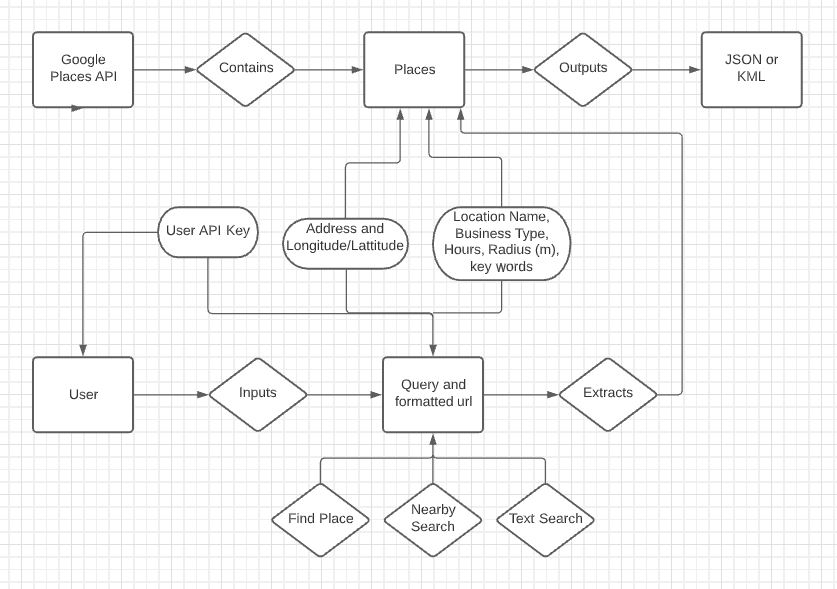 Google
Places API
Contains
Places
Outputs
JSON or
KML
User API Key
Address and
Longitude/Lattitude
Location Name,
Business Type,
Hours, Radius (m),
key words
User
Inputs
Query and
formatted url
Extracts
Find Place
Nearby
Search
Text Search